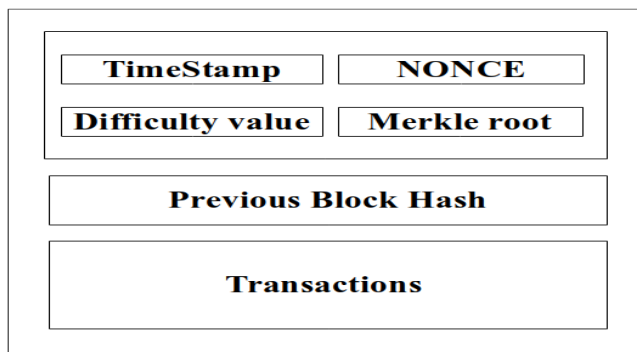 TimeStamp NONCE
Difficulty value Merkle root
Previous Block Hash
Transactions